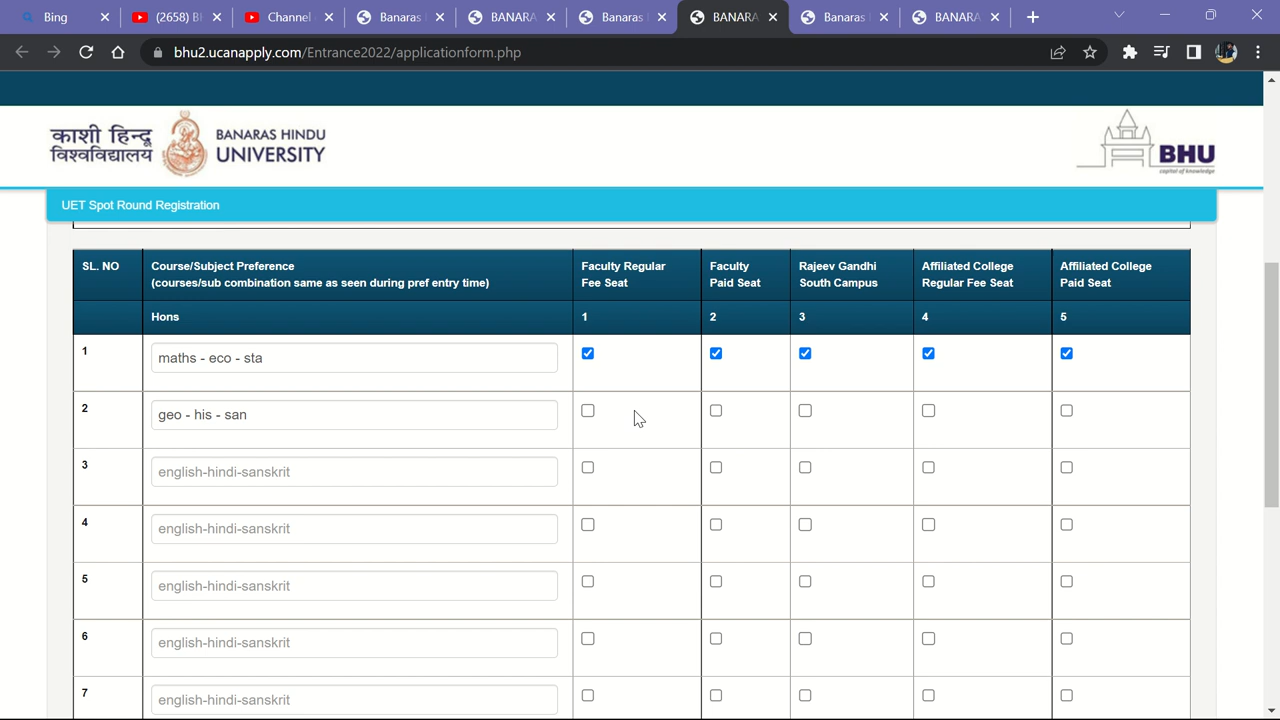 Bing
(2658) B
Channel
Banaras
BANARA
Banaras
BANARA
Banaras
BANAR
bhu2.ucanapply.com/Entrance2022/applicationform.php
काशी हिन्दू
विश्वविद्यालय
BANARAS HINDU
UNIVERSITY
BHU
capital of knowledge
UET Spot Round Registration
SL. NO
Course/Subject Preference
(courses/sub combination same as seen during pref entry time)
Faculty Regular
Fee Seat
Faculty
Paid Seat
Rajeev Gandhi
South Campus
Affiliated College
Regular Fee Seat
Affiliated College
Paid Seat
Hons 1 2 3 4 5
1 maths - eco - sta
2 geo - his - san
3 english-hindi-sanskrit
4 english-hindi-sanskrit
5 english-hindi-sanskrit
6 english-hindi-sanskrit
7 english-hindi-sanskrit